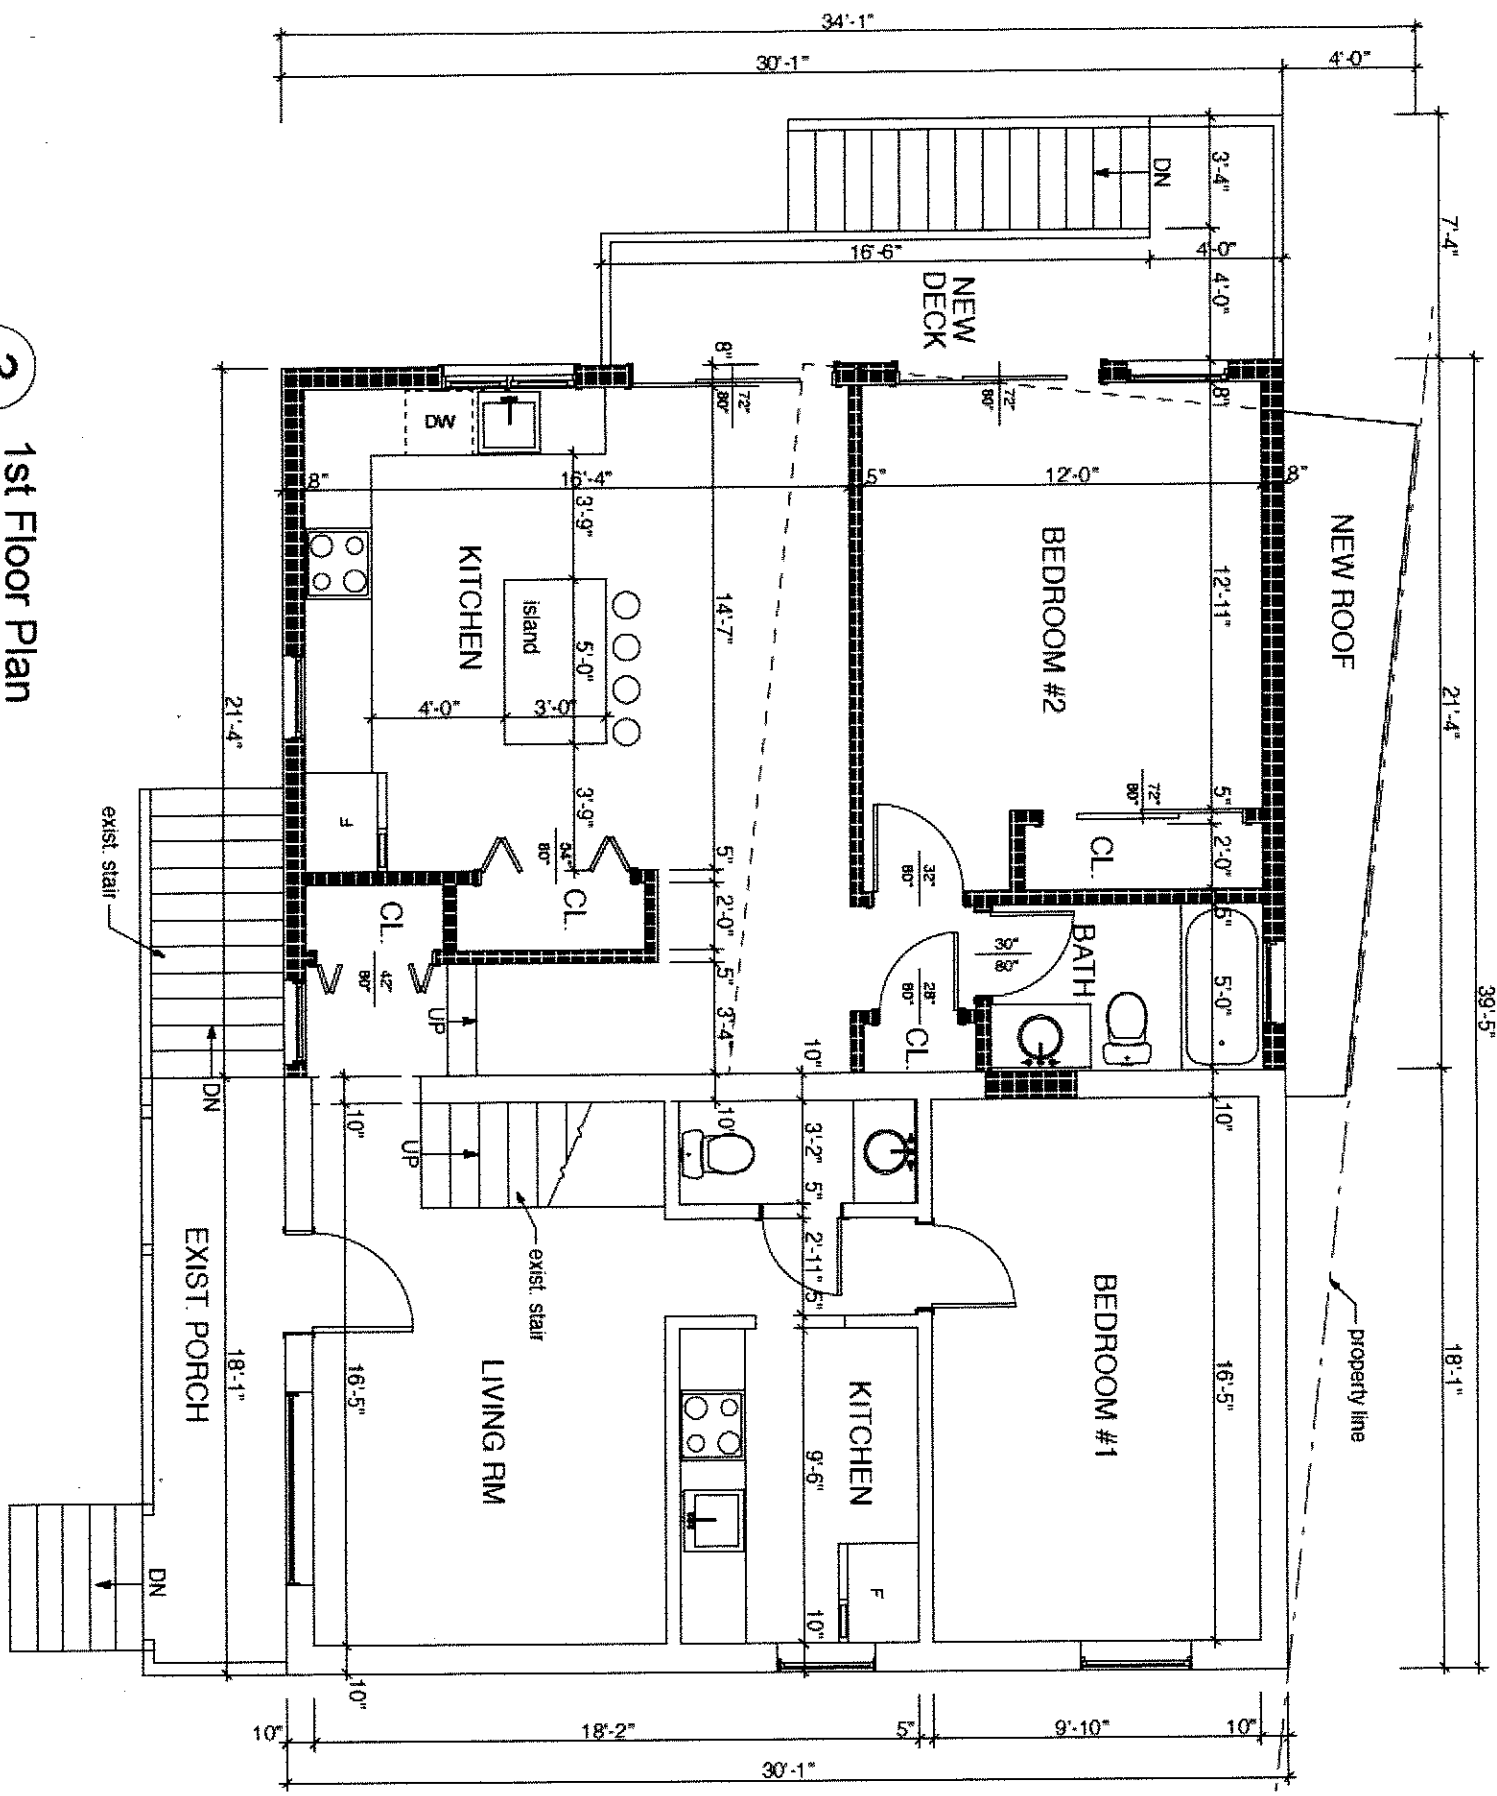 34'-1"
30'-1"
4'-0"
7'-4"
3'-4"
DN
16'-6"
4'-0"
4'-0"
NEW
DECK
8"
72"
80"
72"
80"
8"
DW
8"
16'-4"
5"
12'-0"
8"
3'-9"
KITCHEN
island
5'-0"
14'-7"
BEDROOM #2
12'-11"
NEW ROOF
4'-0"
3'-0"
21'-4"
21'-4"
39'-5"
3'-9"
F
54"
80"
5"
72"
80"
5"
2'-0"
CL.
32"
80"
exist. stair
CL.
CL.
2'-0"
5"
BATH
30"
80"
5'-0"
42"
80"
5"
28"
80"
CL.
UP
3'-4"
10"
DN
10"
UP
10"
3'-2"
5"
10"
exist. stair
2'-11"
5"
EXIST. PORCH
18'-1"
16'-5"
LIVING RM
KITCHEN
9'-6"
BEDROOM #1
16'-5"
property line
18'-1"
F
10"
DN
10"
10"
18'-2"
5"
9'-10"
10"
30'-1"
2
1st Floor Plan